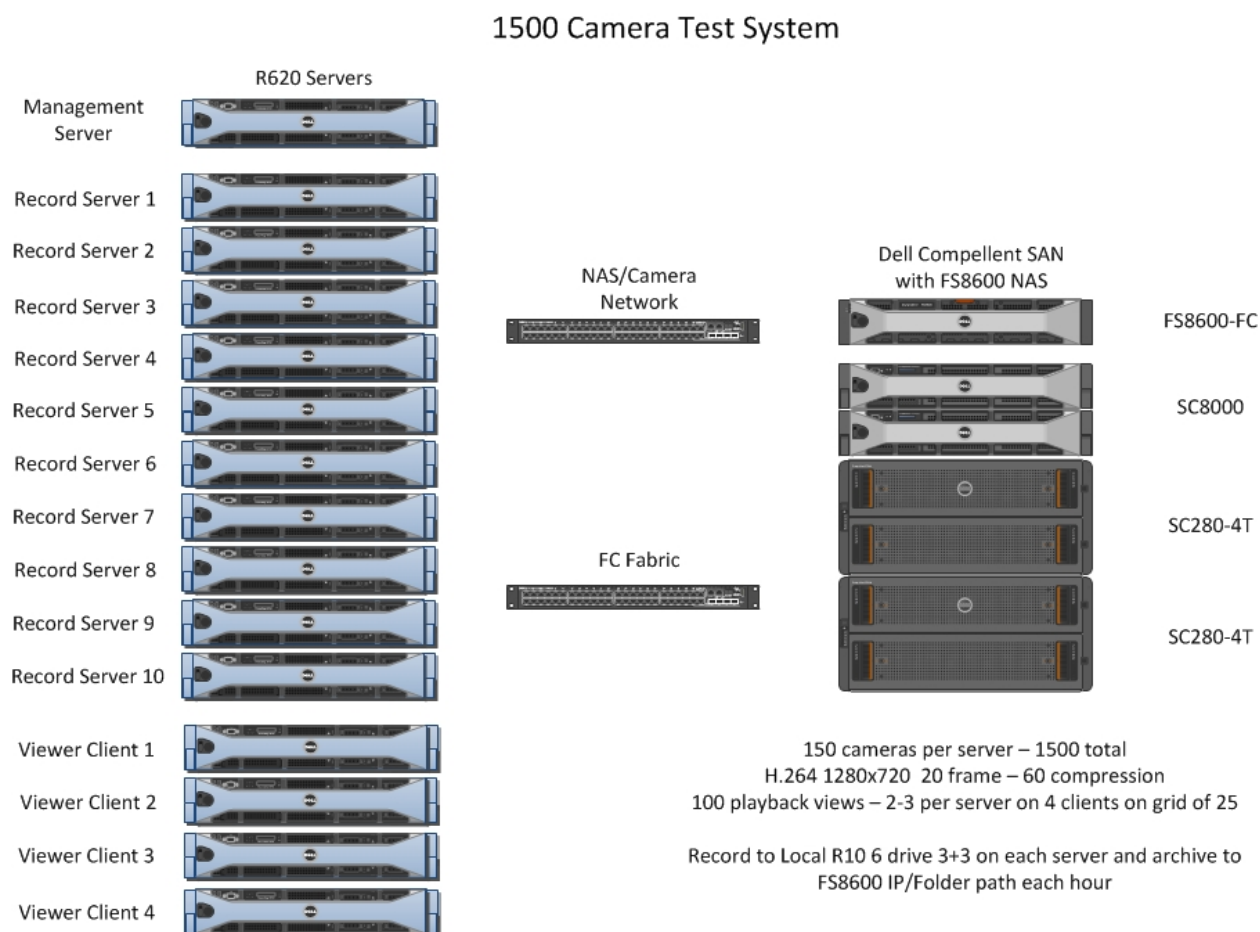 1500 Camera Test System
R620 Servers
Management
Server
Record Server 1
Record Server 2
Record Server 3
Record Server 4
Record Server 5
Record Server 6
Record Server 7
Record Server 8
Record Server 9
Record Server 10
Viewer Client 1
Viewer Client 2
Viewer Client 3
Viewer Client 4
NAS/Camera
Network
FC Fabric
Dell Compellent SAN
with FS8600 NAS
FS8600-FC
SC8000
SC280-4T
SC280-4T
150 cameras per server – 1500 total
H.264 1280x720  20 frame – 60 compression
100 playback views – 2-3 per server on 4 clients on grid of 25
Record to Local R10 6 drive 3+3 on each server and archive to
FS8600 IP/Folder path each hour